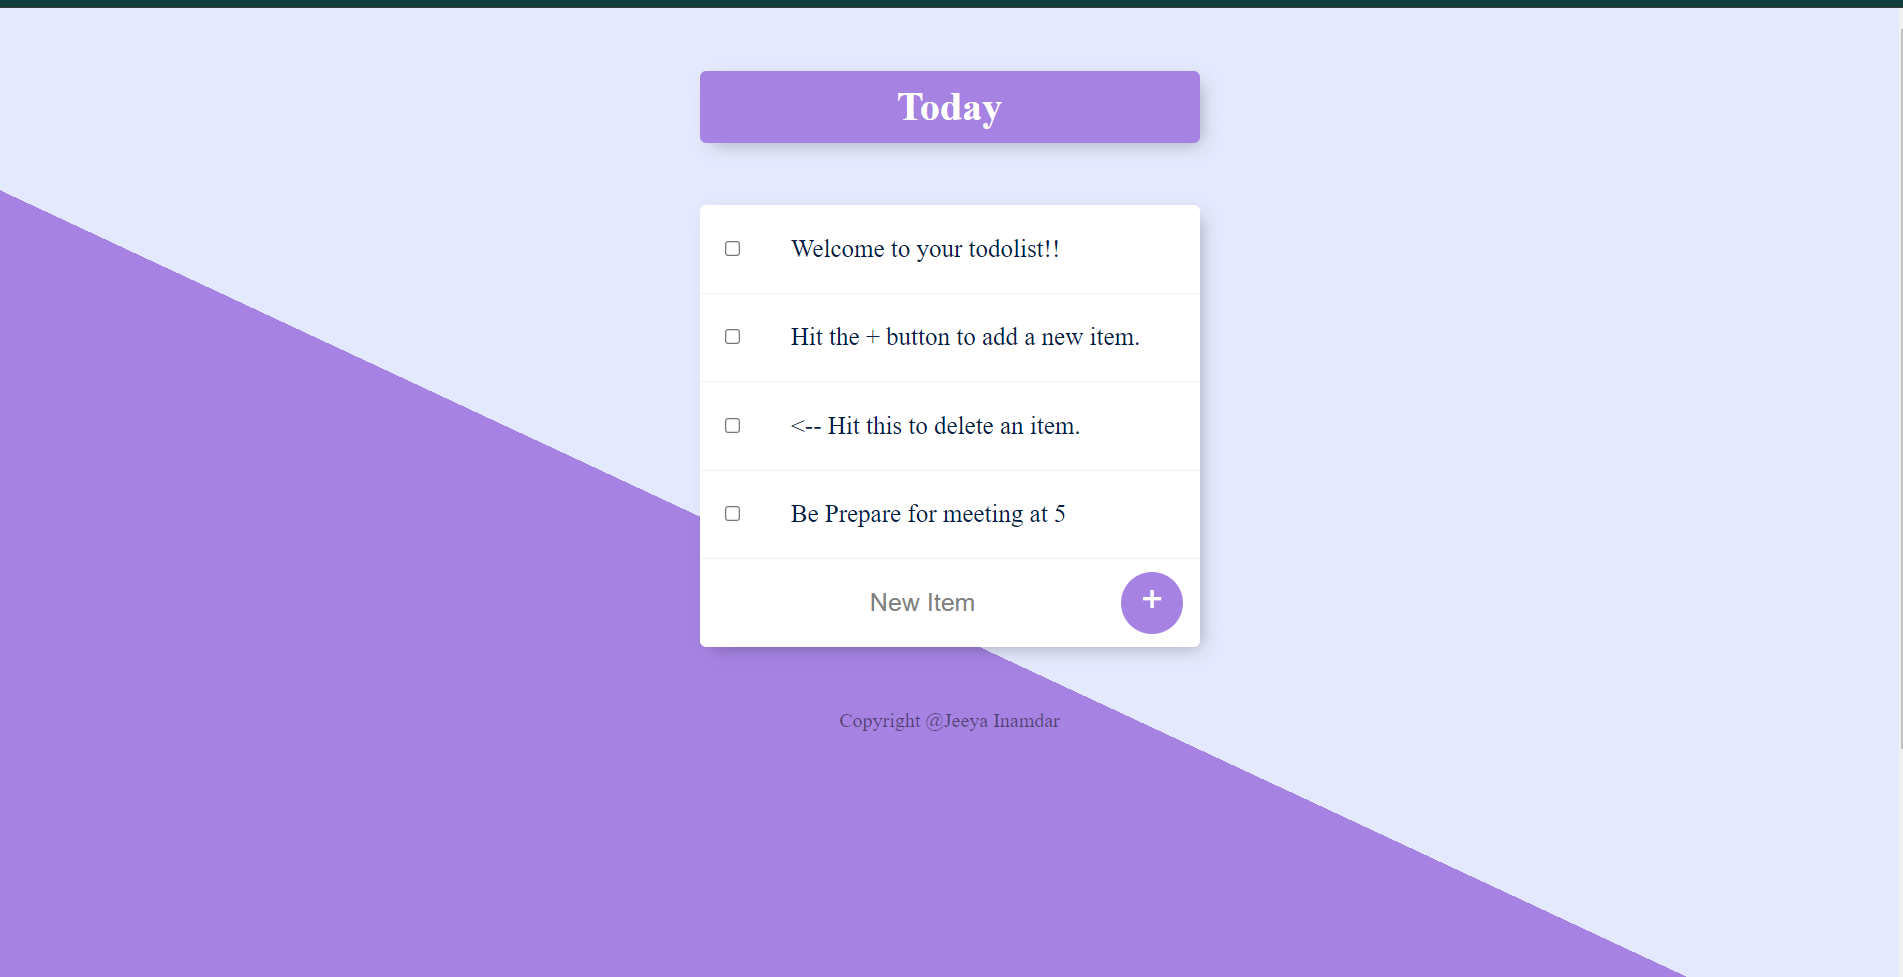 Today
Welcome to your todolist!!
Hit the + button to add a new item.
<-- Hit this to delete an item.
Be Prepare for meeting at 5
New Item
+
Copyright @Jeeya Inamdar